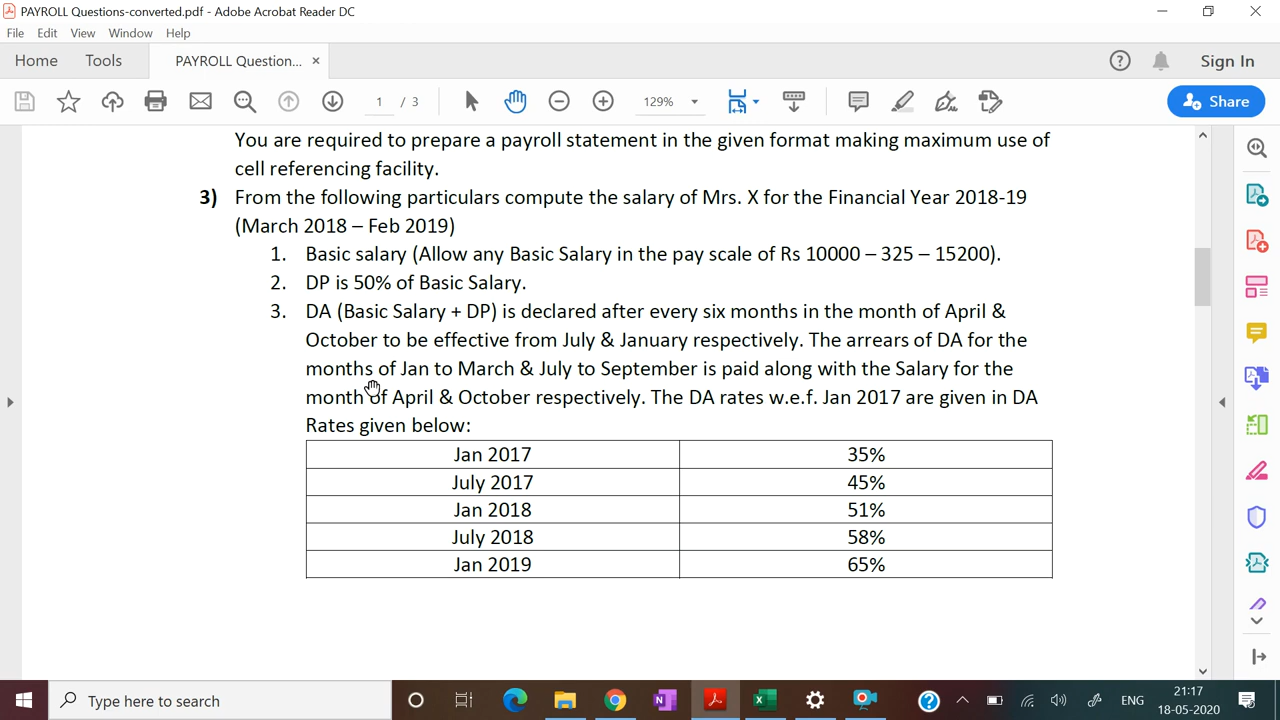 PAYROLL Questions-converted.pdf - Adobe Acrobat Reader DC
File Edit View Window Help
Home Tools PAYROLL Question... × Sign In
1 / 3 129% Share
You are required to prepare a payroll statement in the given format making maximum use of
cell referencing facility.
3) From the following particulars compute the salary of Mrs. X for the Financial Year 2018-19
(March 2018 – Feb 2019)
1. Basic salary (Allow any Basic Salary in the pay scale of Rs 10000 – 325 – 15200).
2. DP is 50% of Basic Salary.
3. DA (Basic Salary + DP) is declared after every six months in the month of April &
October to be effective from July & January respectively. The arrears of DA for the
months of Jan to March & July to September is paid along with the Salary for the
month of April & October respectively. The DA rates w.e.f. Jan 2017 are given in DA
Rates given below:
Jan 2017 35%
July 2017 45%
Jan 2018 51%
July 2018 58%
Jan 2019 65%
Type here to search ENG 21:17
18-05-2020